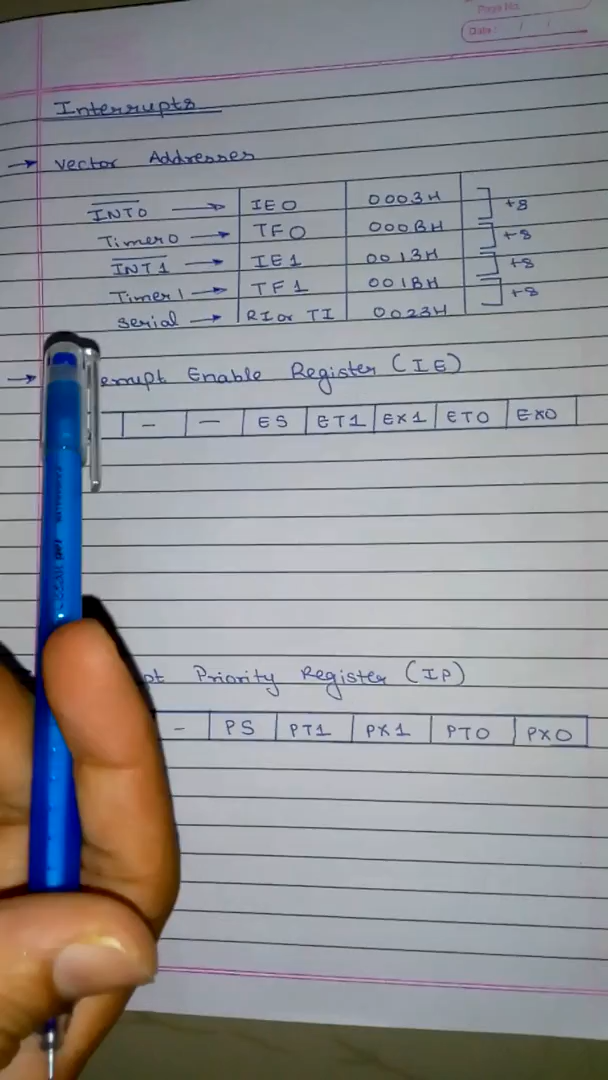 Page No.
Date: / /
Interrupts
→ Vector Addresses
INT0 → IE0 0003H +8
Timer0 → TF0 000BH +8
INT1 → IE1 0013H +8
Timer1 → TF1 001BH +8
Serial → RI or TI 0023H
→ errupt Enable Register (IE)
- - ES ET1 EX1 ET0 EX0
pt Priority Register (IP)
- PS PT1 PX1 PT0 PX0